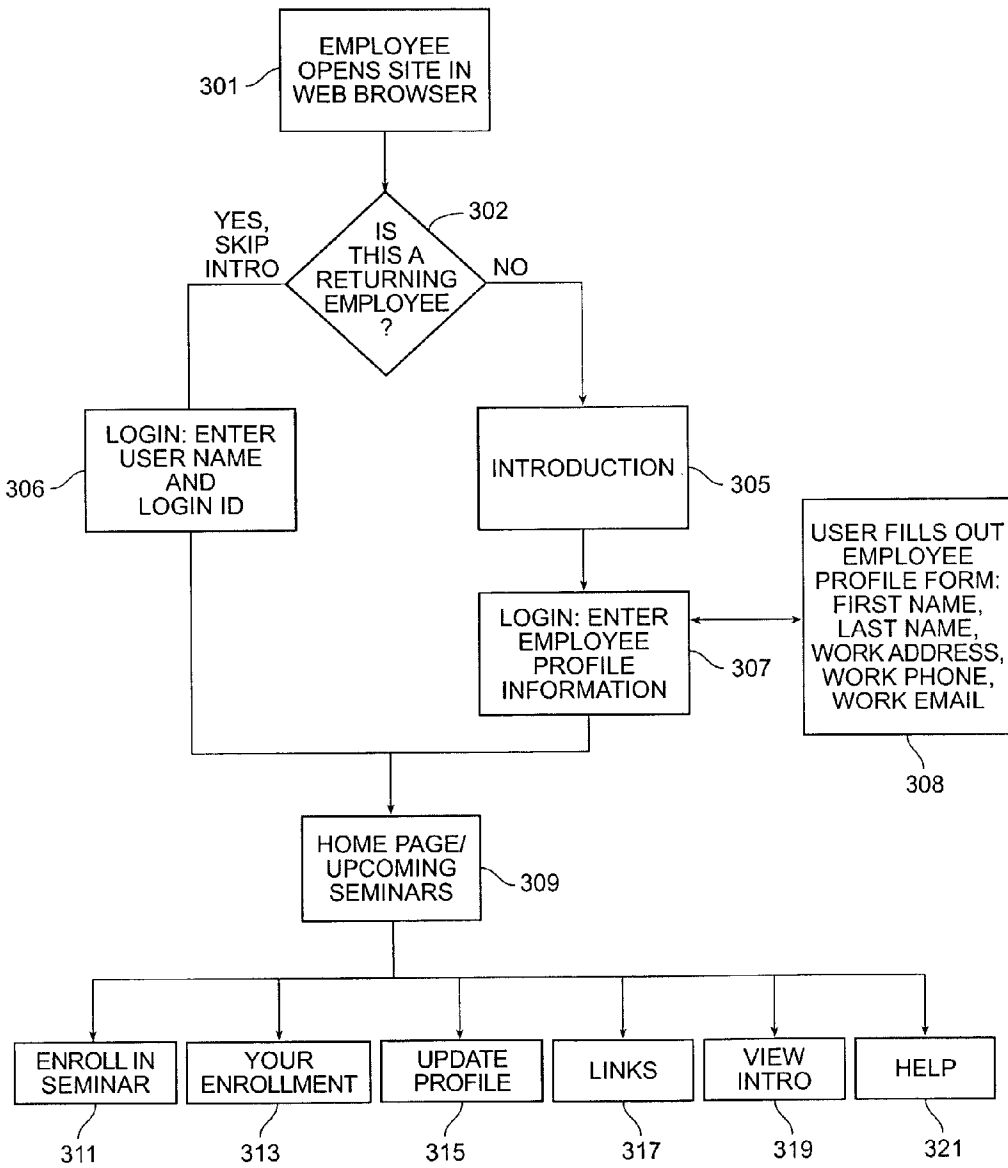 EMPLOYEE
OPENS SITE IN
WEB BROWSER
301
302
IS
THIS A
RETURNING
EMPLOYEE
?
YES,
SKIP
INTRO
NO
LOGIN: ENTER
USER NAME
AND
LOGIN ID
306
INTRODUCTION
305
LOGIN: ENTER
EMPLOYEE
PROFILE
INFORMATION
307
USER FILLS OUT
EMPLOYEE
PROFILE FORM:
FIRST NAME,
LAST NAME,
WORK ADDRESS,
WORK PHONE,
WORK EMAIL
308
HOME PAGE/
UPCOMING
SEMINARS
309
ENROLL IN
SEMINAR
YOUR
ENROLLMENT
UPDATE
PROFILE
LINKS
VIEW
INTRO
HELP
311
313
315
317
319
321